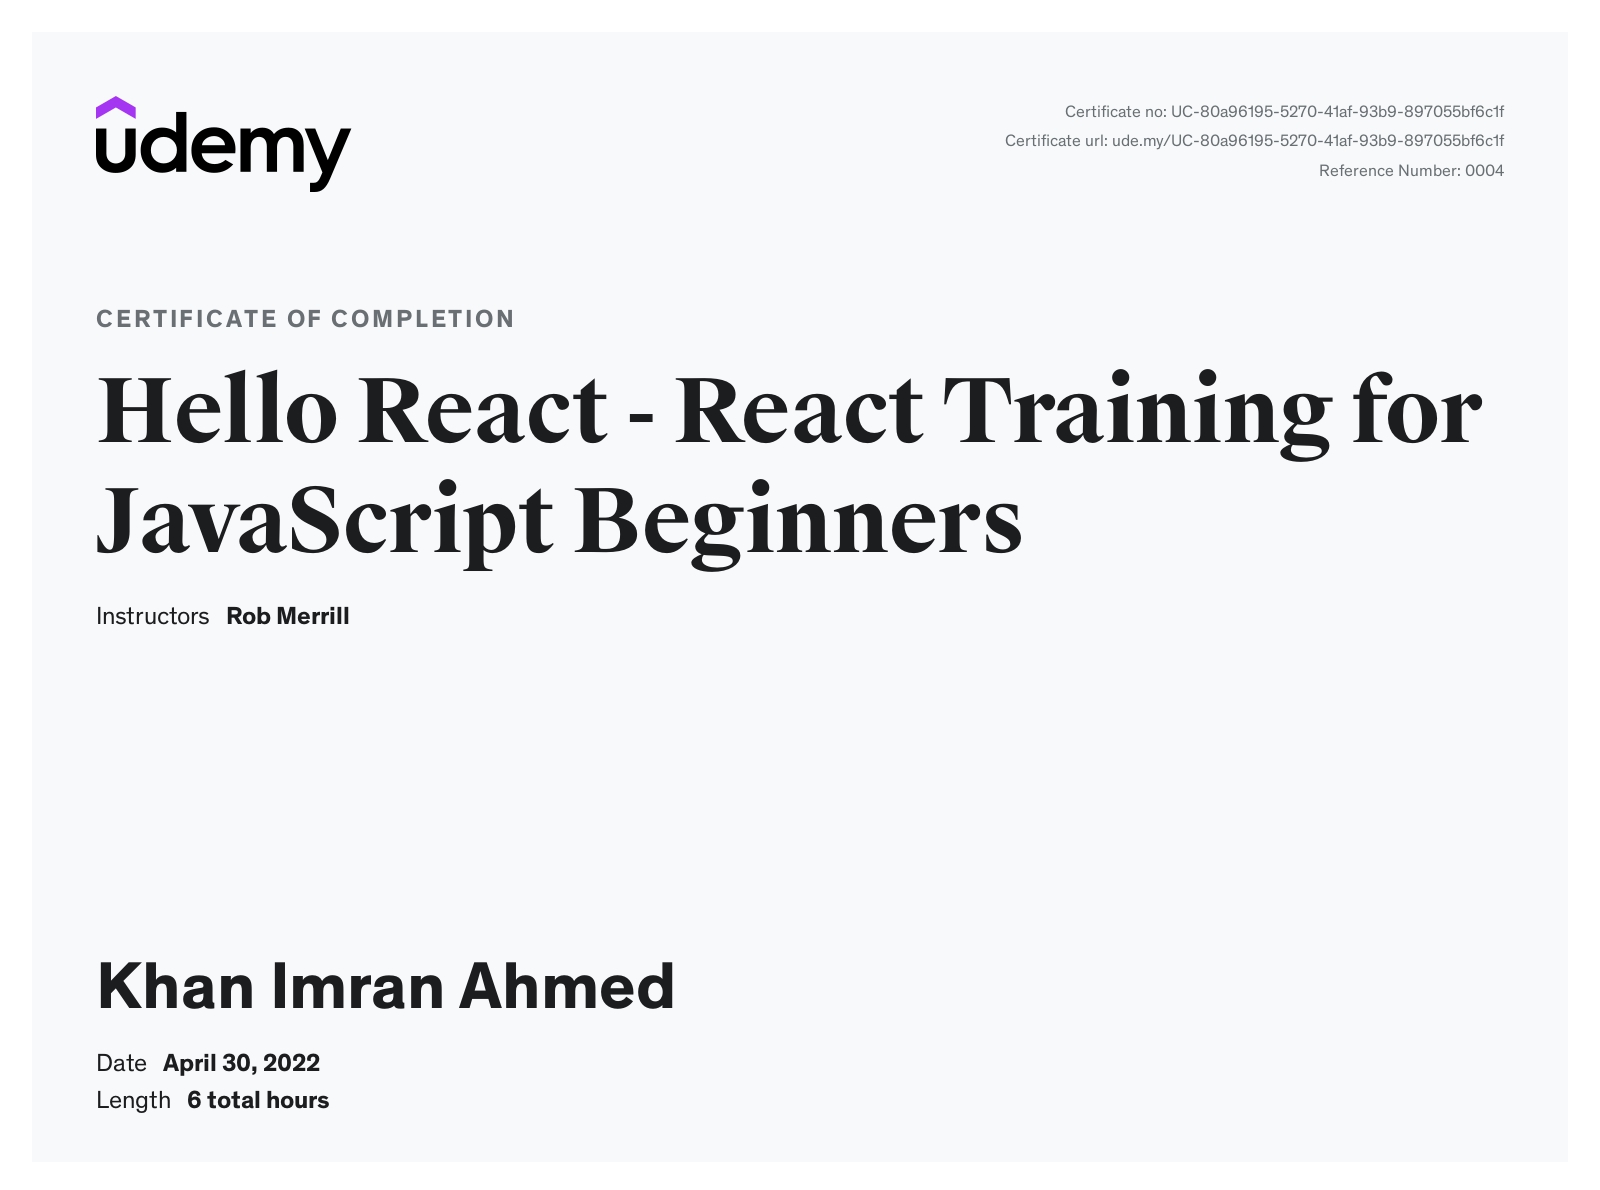 udemy
Certificate no: UC-80a96195-5270-41af-93b9-897055bf6c1f
Certificate url: ude.my/UC-80a96195-5270-41af-93b9-897055bf6c1f
Reference Number: 0004
CERTIFICATE OF COMPLETION
Hello React - React Training for
JavaScript Beginners
Instructors Rob Merrill
Khan Imran Ahmed
Date April 30, 2022
Length 6 total hours